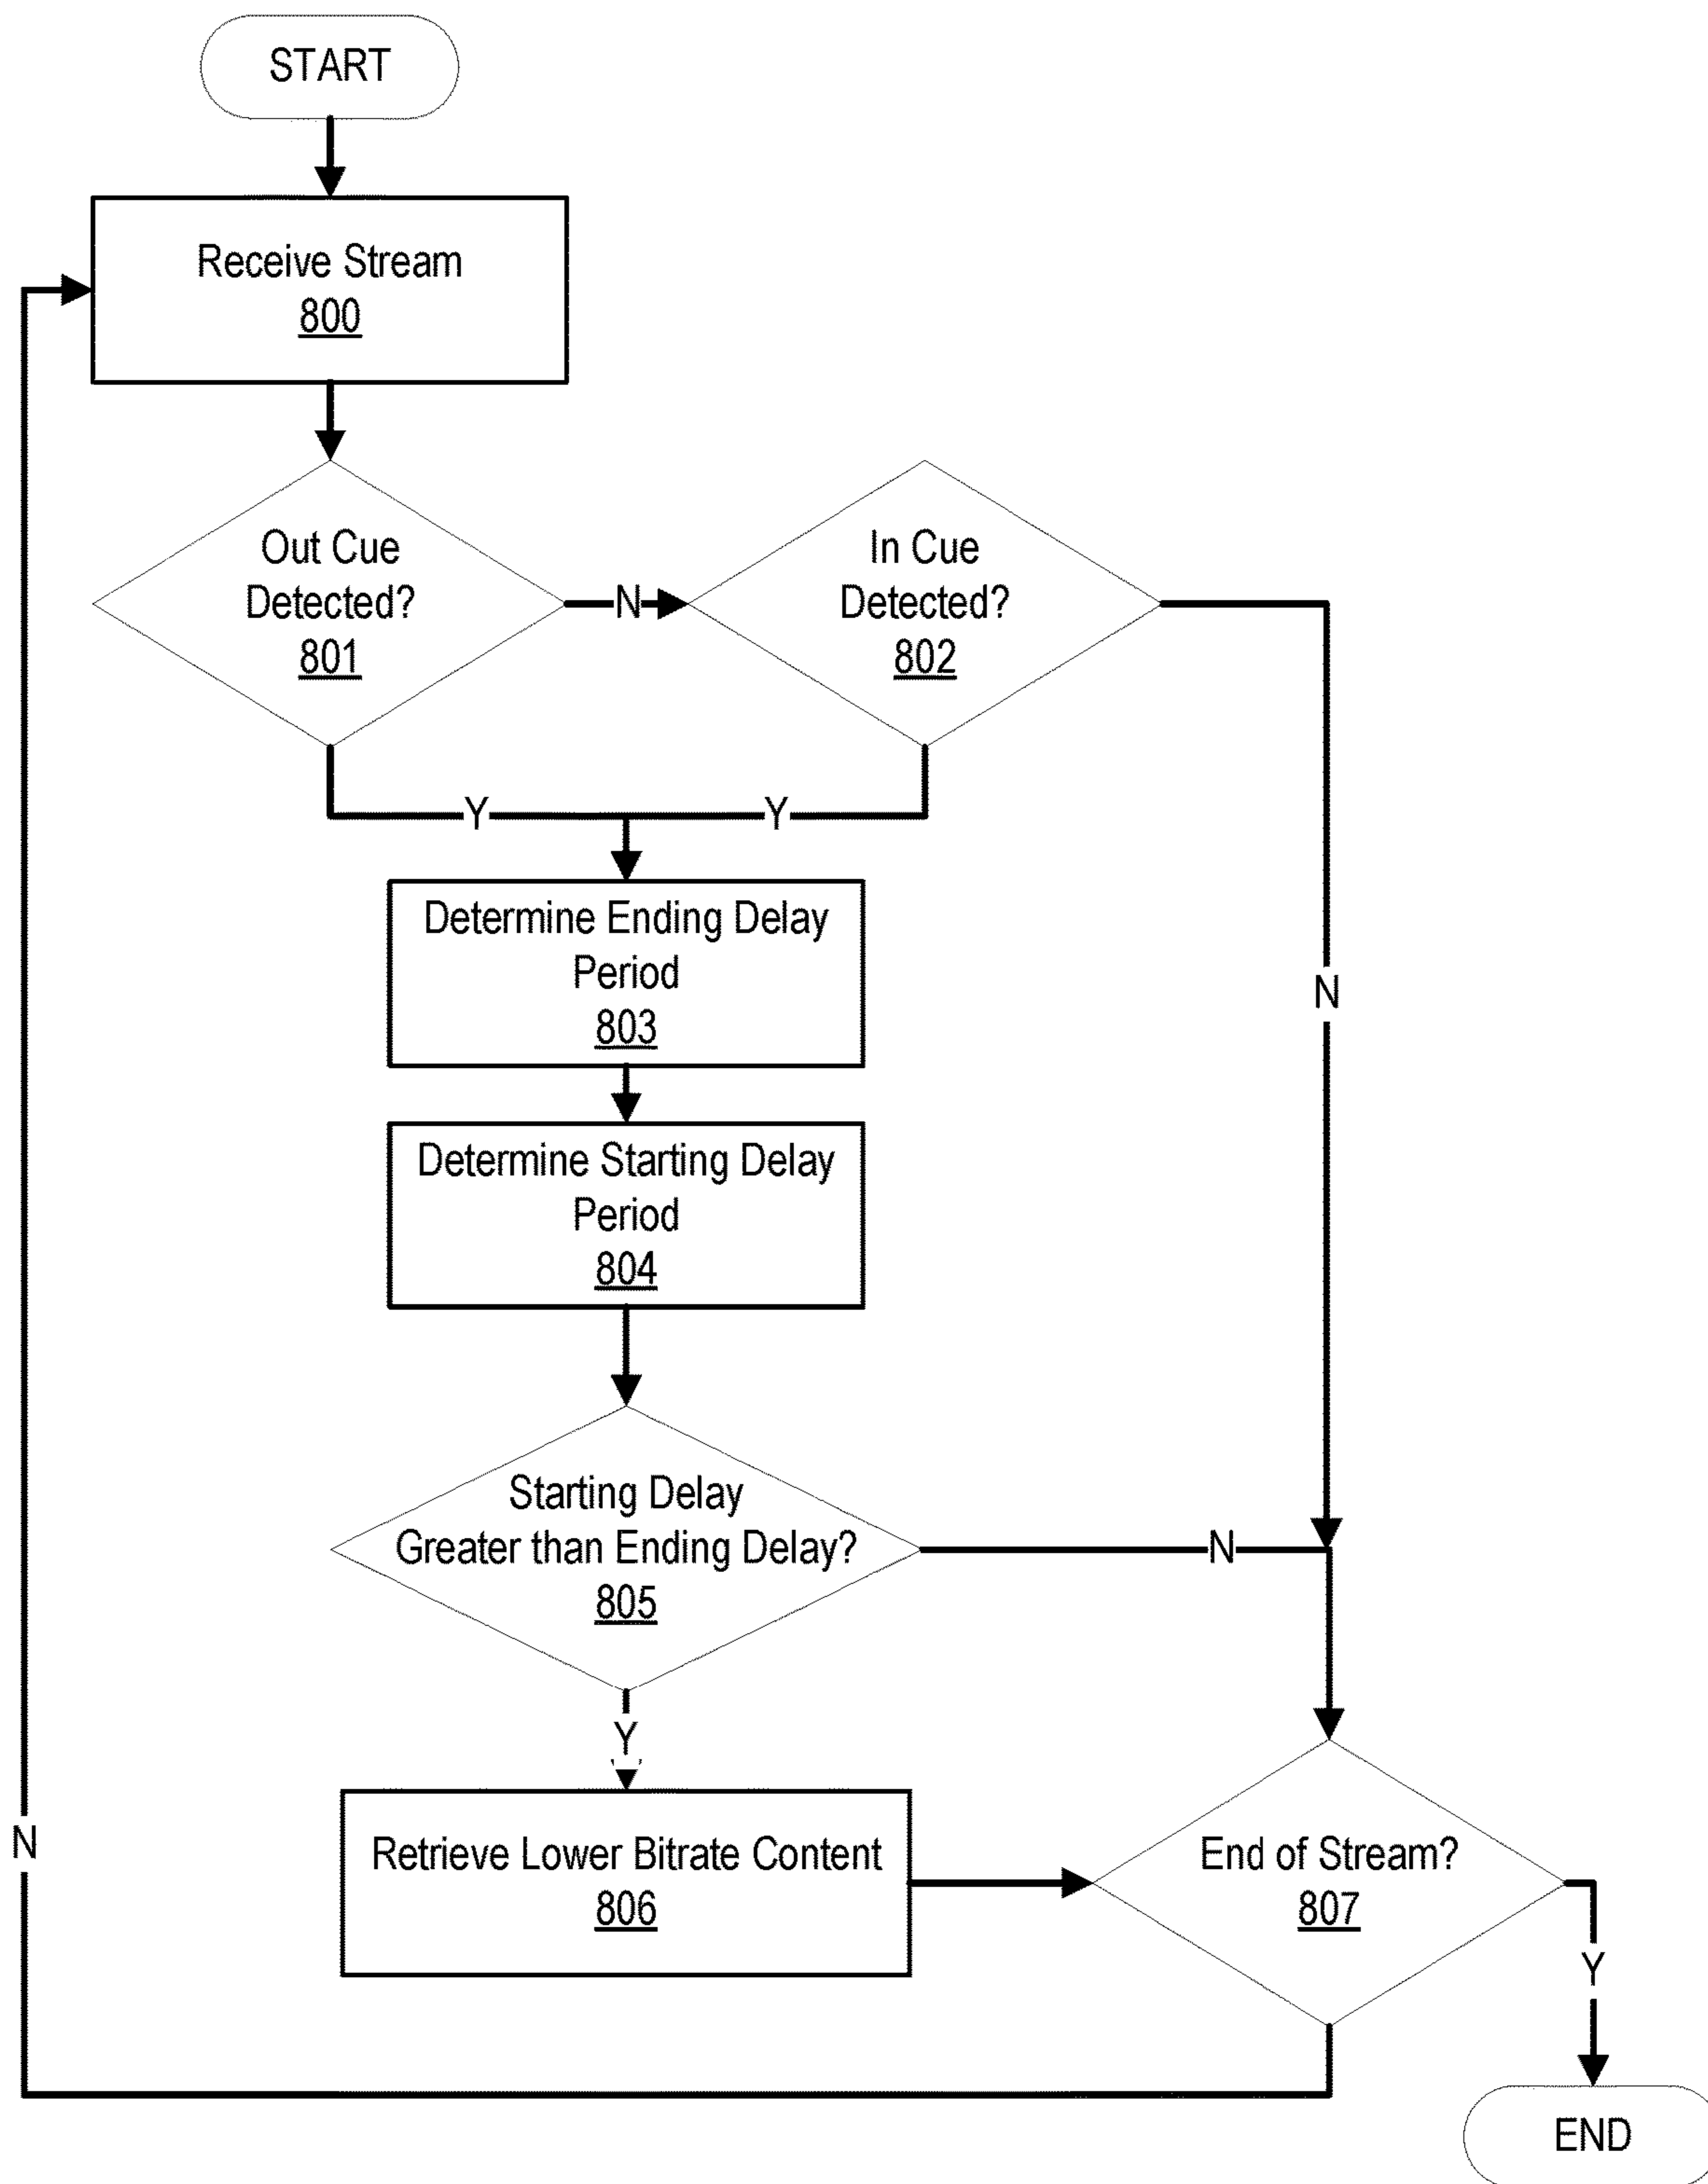 START
Receive Stream
800
Out Cue
Detected?
801
N
In Cue
Detected?
802
Y
Y
Determine Ending Delay
Period
803
N
Determine Starting Delay
Period
804
Starting Delay
Greater than Ending Delay?
805
N
Y
Retrieve Lower Bitrate Content
806
End of Stream?
807
N
Y
END